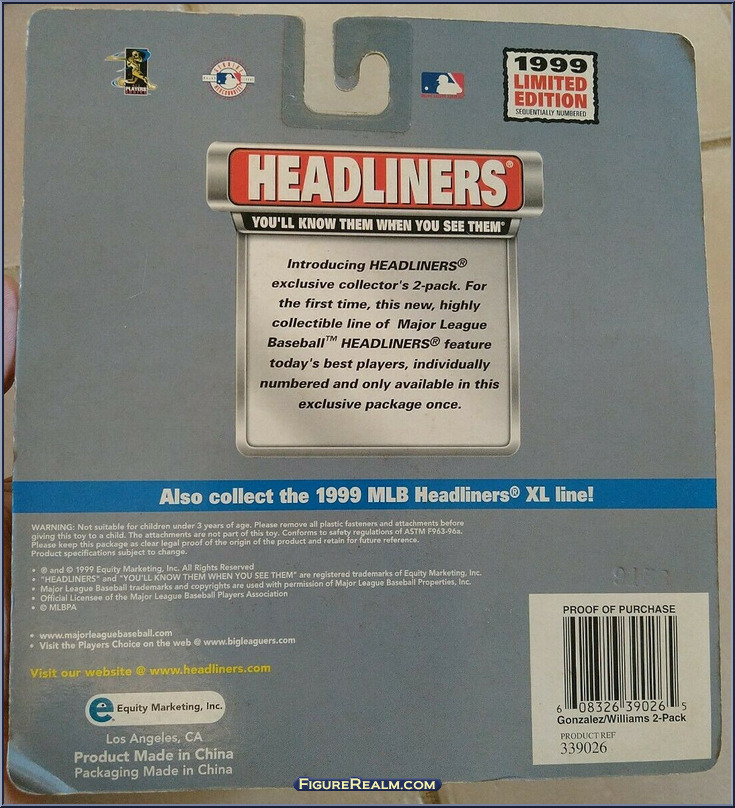 PLAYERS
1999
LIMITED
EDITION
SEQUENTIALLY NUMBERED
HEADLINERS®
YOU'LL KNOW THEM WHEN YOU SEE THEM®
Introducing HEADLINERS®
exclusive collector's 2-pack. For
the first time, this new, highly
collectible line of Major League
Baseball™ HEADLINERS® feature
today's best players, individually
numbered and only available in this
exclusive package once.
Also collect the 1999 MLB Headliners® XL line!
WARNING: Not suitable for children under 3 years of age. Please remove all plastic fasteners and attachments before
giving this toy to a child. The attachments are not part of this toy. Conforms to safety regulations of ASTM F963-96a.
Please keep this package as clear legal proof of the origin of the product and retain for future reference.
Product specifications subject to change.
• ® and © 1999 Equity Marketing, Inc. All Rights Reserved
• "HEADLINERS" and "YOU'LL KNOW THEM WHEN YOU SEE THEM" are registered trademarks of Equity Marketing, Inc.
• Major League Baseball trademarks and copyrights are used with permission of Major League Baseball Properties, Inc.
• Official Licensee of the Major League Baseball Players Association
• © MLBPA
• www.majorleaguebaseball.com
• Visit the Players Choice on the web @ www.bigleaguers.com
Visit our website @ www.headliners.com
e Equity Marketing, Inc.
Los Angeles, CA
Product Made in China
Packaging Made in China
PROOF OF PURCHASE
6 08326 39026 5
Gonzalez/Williams 2-Pack
PRODUCT REF
339026
FIGUREREALM.COM